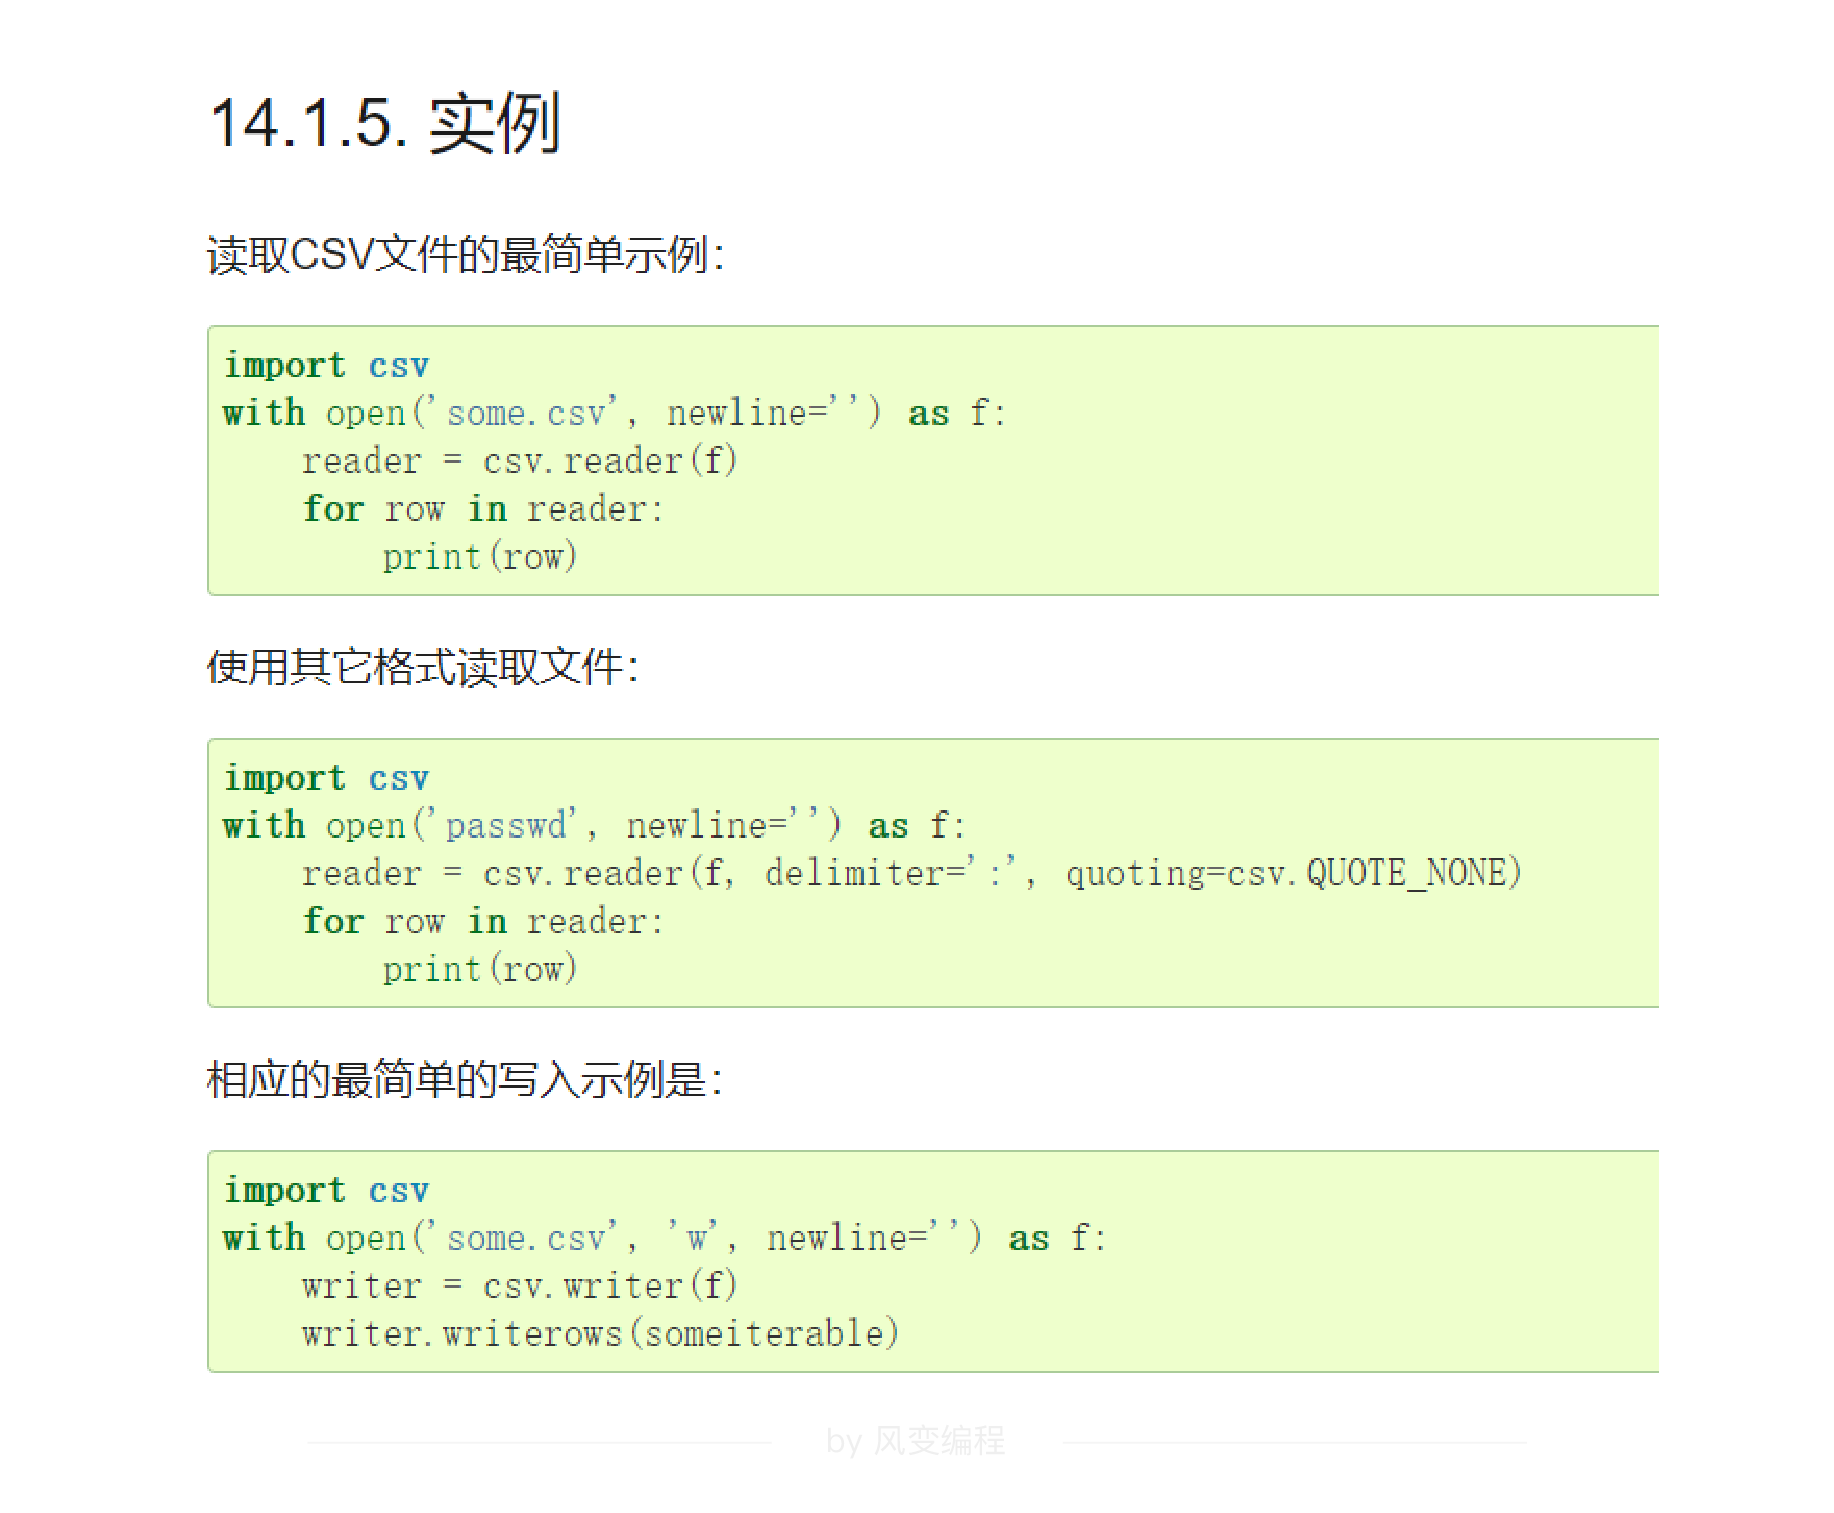 14.1.5. 实例
读取CSV文件的最简单示例：
import csv
with open('some.csv', newline='') as f:
    reader = csv.reader(f)
    for row in reader:
        print(row)
使用其它格式读取文件：
import csv
with open('passwd', newline='') as f:
    reader = csv.reader(f, delimiter=':', quoting=csv.QUOTE_NONE)
    for row in reader:
        print(row)
相应的最简单的写入示例是：
import csv
with open('some.csv', 'w', newline='') as f:
    writer = csv.writer(f)
    writer.writerows(someiterable)
by 风变编程